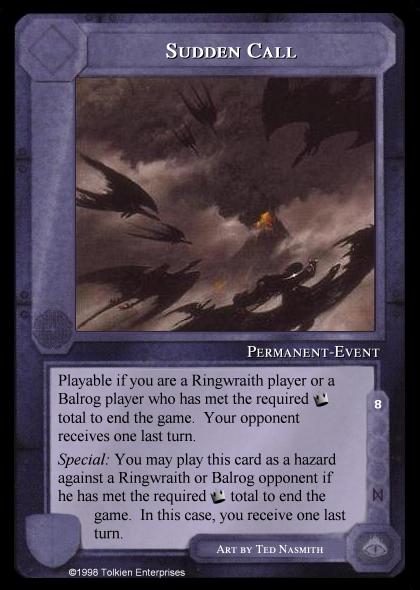 Sudden Call
Permanent-Event
Playable if you are a Ringwraith player or a
Balrog player who has met the required
total to end the game. Your opponent
receives one last turn.
8
Special: You may play this card as a hazard
against a Ringwraith or Balrog opponent if
he has met the required total to end the
game. In this case, you receive one last
turn.
Art by Ted Nasmith
©1998 Tolkien Enterprises